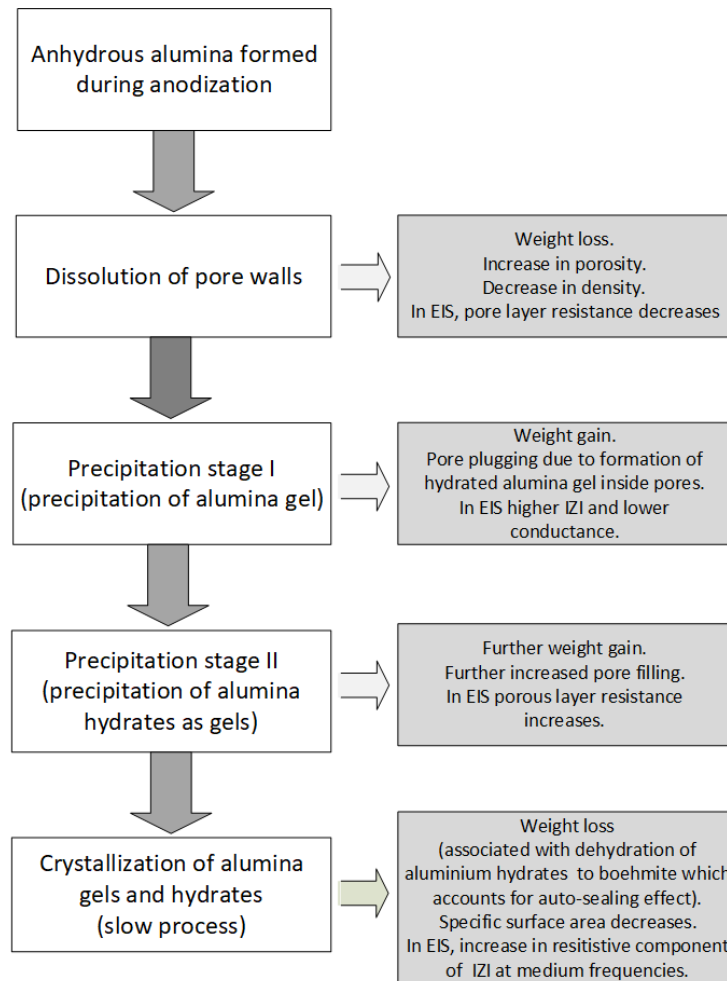 Anhydrous alumina formed
during anodization
Dissolution of pore walls
Weight loss.
Increase in porosity.
Decrease in density.
In EIS, pore layer resistance decreases
Precipitation stage I
(precipitation of alumina gel)
Weight gain.
Pore plugging due to formation of
hydrated alumina gel inside pores.
In EIS higher IZI and lower
conductance.
Precipitation stage II
(precipitation of alumina
hydrates as gels)
Further weight gain.
Further increased pore filling.
In EIS porous layer resistance
increases.
Crystallization of alumina
gels and hydrates
(slow process)
Weight loss
(associated with dehydration of
aluminium hydrates to boehmite which
accounts for auto-sealing effect).
Specific surface area decreases.
In EIS, increase in resitistive component
of IZI at medium frequencies.